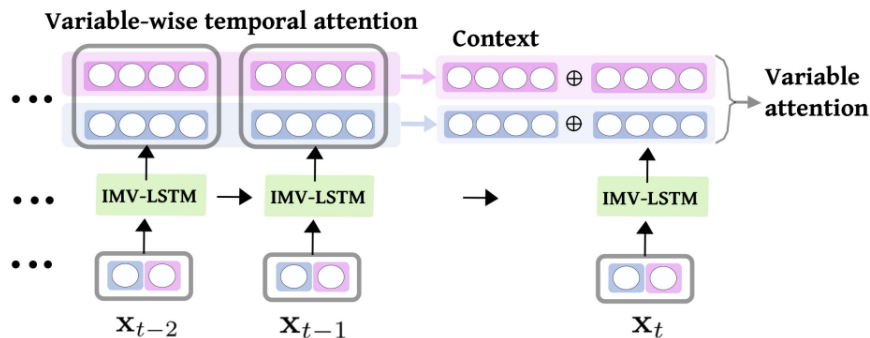 Variable-wise temporal attention
Context
⊕
⊕
Variable
attention
IMV-LSTM
IMV-LSTM
IMV-LSTM
x_{t-2}
x_{t-1}
x_t